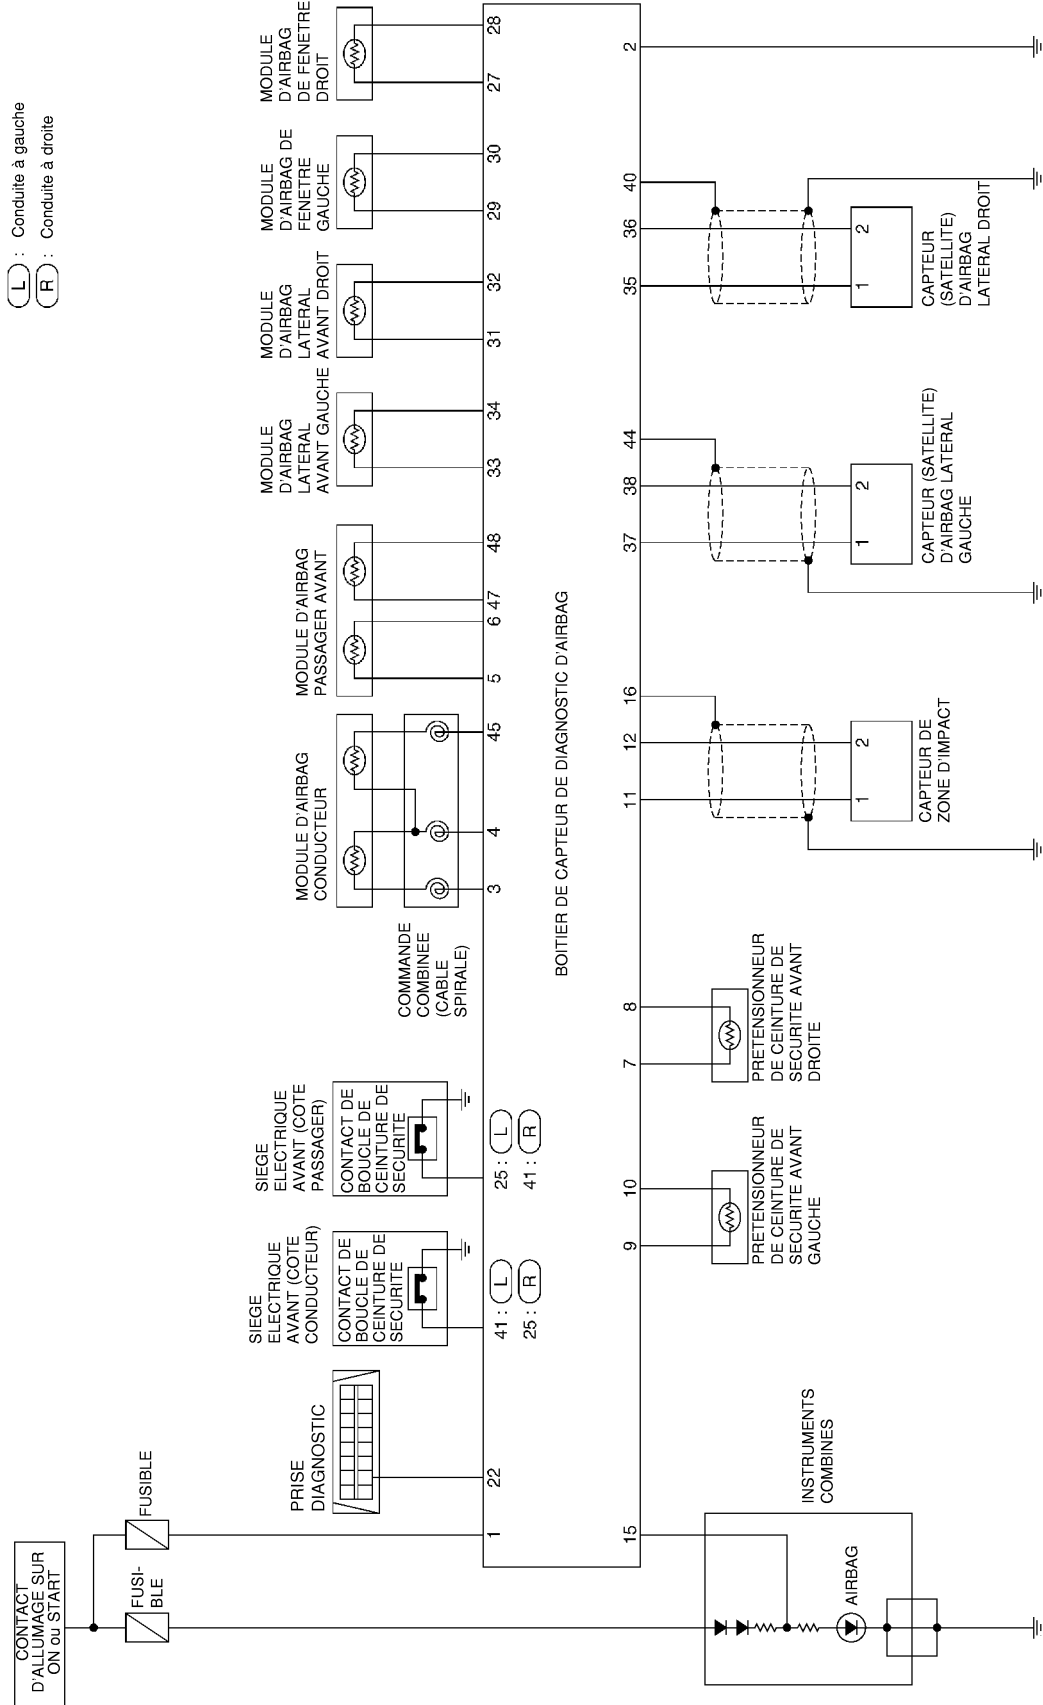 L : Conduite à gauche
R : Conduite à droite
CONTACT
D'ALLUMAGE SUR
ON ou START
FUSI-
BLE
FUSIBLE
PRISE
DIAGNOSTIC
SIEGE
ELECTRIQUE
AVANT (COTE
CONDUCTEUR)
CONTACT DE
BOUCLE DE
CEINTURE DE
SECURITE
SIEGE
ELECTRIQUE
AVANT (COTE
PASSAGER)
CONTACT DE
BOUCLE DE
CEINTURE DE
SECURITE
COMMANDE
COMBINEE
(CABLE
SPIRALE)
MODULE D'AIRBAG
CONDUCTEUR
MODULE D'AIRBAG
PASSAGER AVANT
MODULE
D'AIRBAG
LATERAL
AVANT GAUCHE
MODULE
D'AIRBAG
LATERAL
AVANT DROIT
MODULE
D'AIRBAG DE
FENETRE
GAUCHE
MODULE
D'AIRBAG
DE FENETRE
DROIT
1
22
41 : L
25 : R
25 : L
41 : R
3
4
45
5
6
47
48
33
34
31
32
29
30
27
28
BOITIER DE CAPTEUR DE DIAGNOSTIC D'AIRBAG
15
9
10
7
8
11
12
16
37
38
44
35
36
40
2
INSTRUMENTS
COMBINES
AIRBAG
PRETENSIONNEUR
DE CEINTURE DE
SECURITE AVANT
GAUCHE
PRETENSIONNEUR
DE CEINTURE DE
SECURITE AVANT
DROITE
1
2
CAPTEUR DE
ZONE D'IMPACT
1
2
CAPTEUR (SATELLITE)
D'AIRBAG LATERAL
GAUCHE
1
2
CAPTEUR
(SATELLITE)
D'AIRBAG
LATERAL DROIT